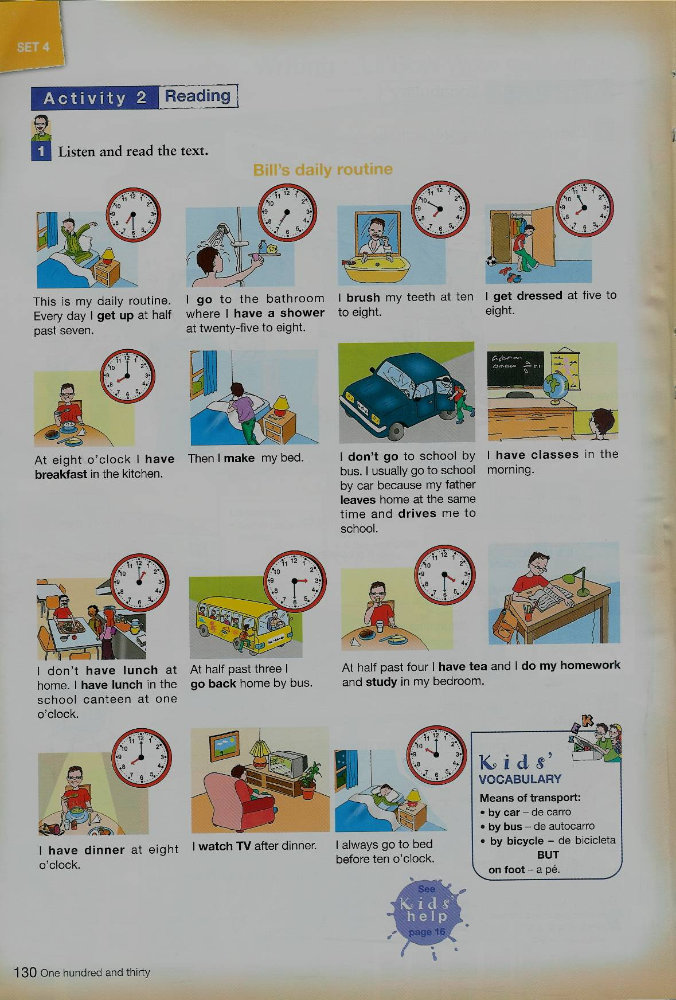 SET 4
Activity 2 Reading
1 Listen and read the text.
Bill's daily routine
This is my daily routine.
Every day I get up at half
past seven.
I go to the bathroom
where I have a shower
at twenty-five to eight.
I brush my teeth at ten
to eight.
I get dressed at five to
eight.
At eight o'clock I have
breakfast in the kitchen.
Then I make my bed.
I don't go to school by
bus. I usually go to school
by car because my father
leaves home at the same
time and drives me to
school.
I have classes in the
morning.
I don't have lunch at
home. I have lunch in the
school canteen at one
o'clock.
At half past three I
go back home by bus.
At half past four I have tea and I do my homework
and study in my bedroom.
I have dinner at eight
o'clock.
I watch TV after dinner.
I always go to bed
before ten o'clock.
Kids'
VOCABULARY
Means of transport:
• by car – de carro
• by bus – de autocarro
• by bicycle – de bicicleta
BUT
on foot – a pé.
See
Kids'
help
page 16
130 One hundred and thirty